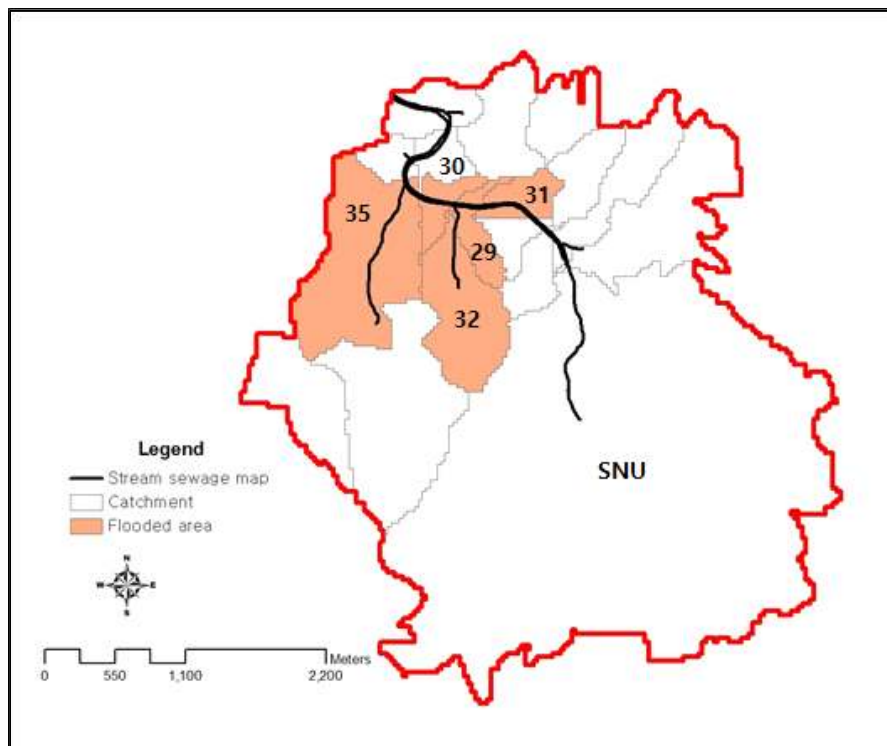 30
31
35
29
32
SNU
Legend
Stream sewage map
Catchment
Flooded area
N
W E
S
Meters
0 550 1,100 2,200